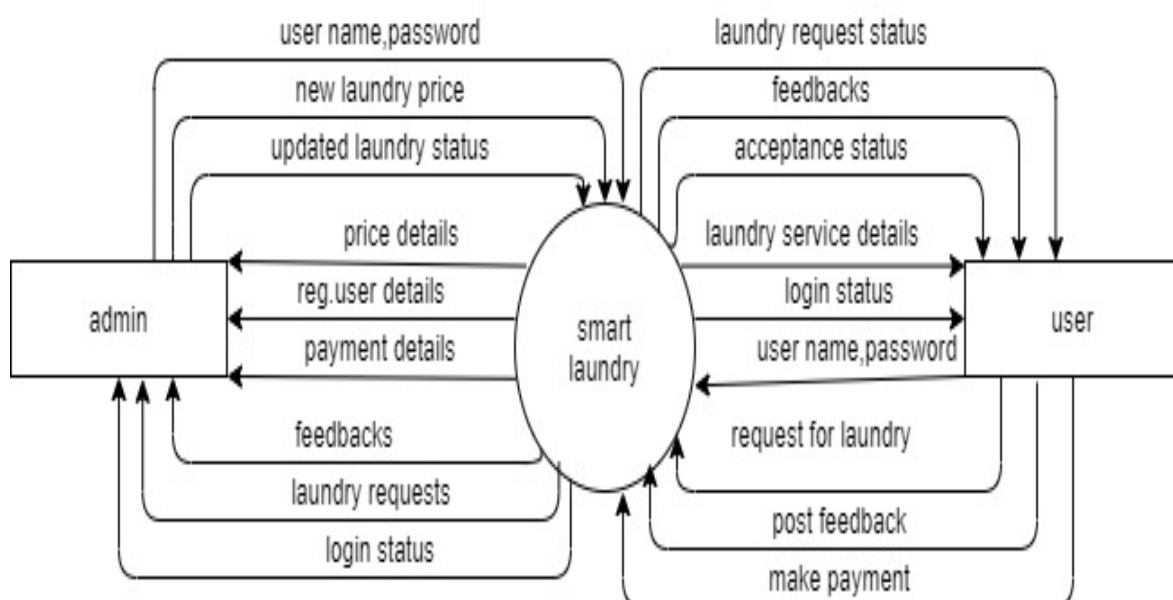 user name,password
laundry request status
new laundry price
feedbacks
updated laundry status
acceptance status
price details
laundry service details
reg.user details
login status
admin
smart
laundry
user
payment details
user name,password
feedbacks
request for laundry
laundry requests
post feedback
login status
make payment